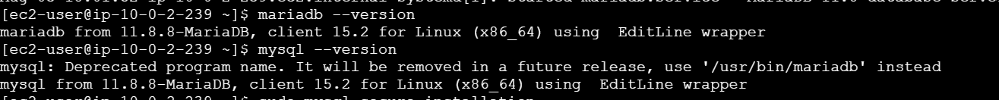 [ec2-user@ip-10-0-2-239 ~]$ mariadb --version
mariadb from 11.8.8-MariaDB, client 15.2 for Linux (x86_64) using  EditLine wrapper
[ec2-user@ip-10-0-2-239 ~]$ mysql --version
mysql: Deprecated program name. It will be removed in a future release, use '/usr/bin/mariadb' instead
mysql from 11.8.8-MariaDB, client 15.2 for Linux (x86_64) using  EditLine wrapper